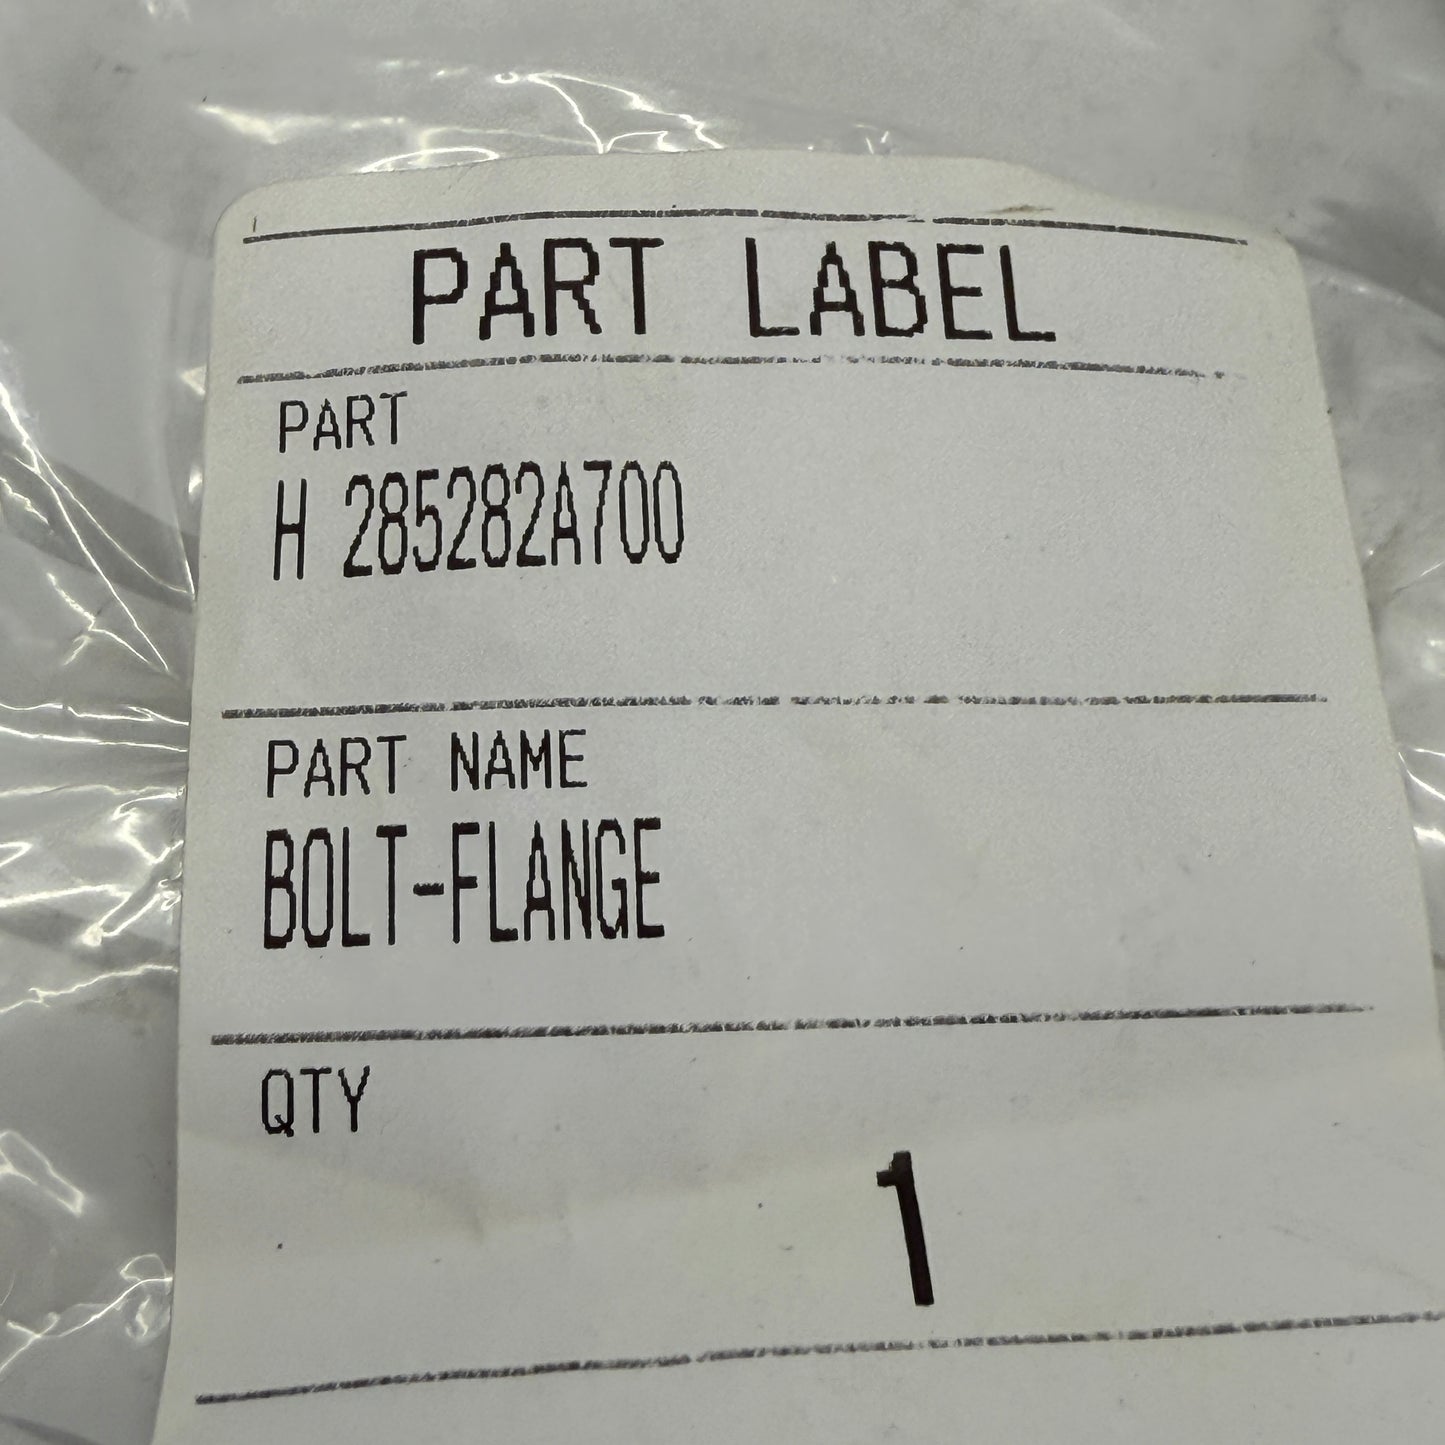 PART LABEL
PART
H 285282A700
PART NAME
BOLT-FLANGE
QTY
1